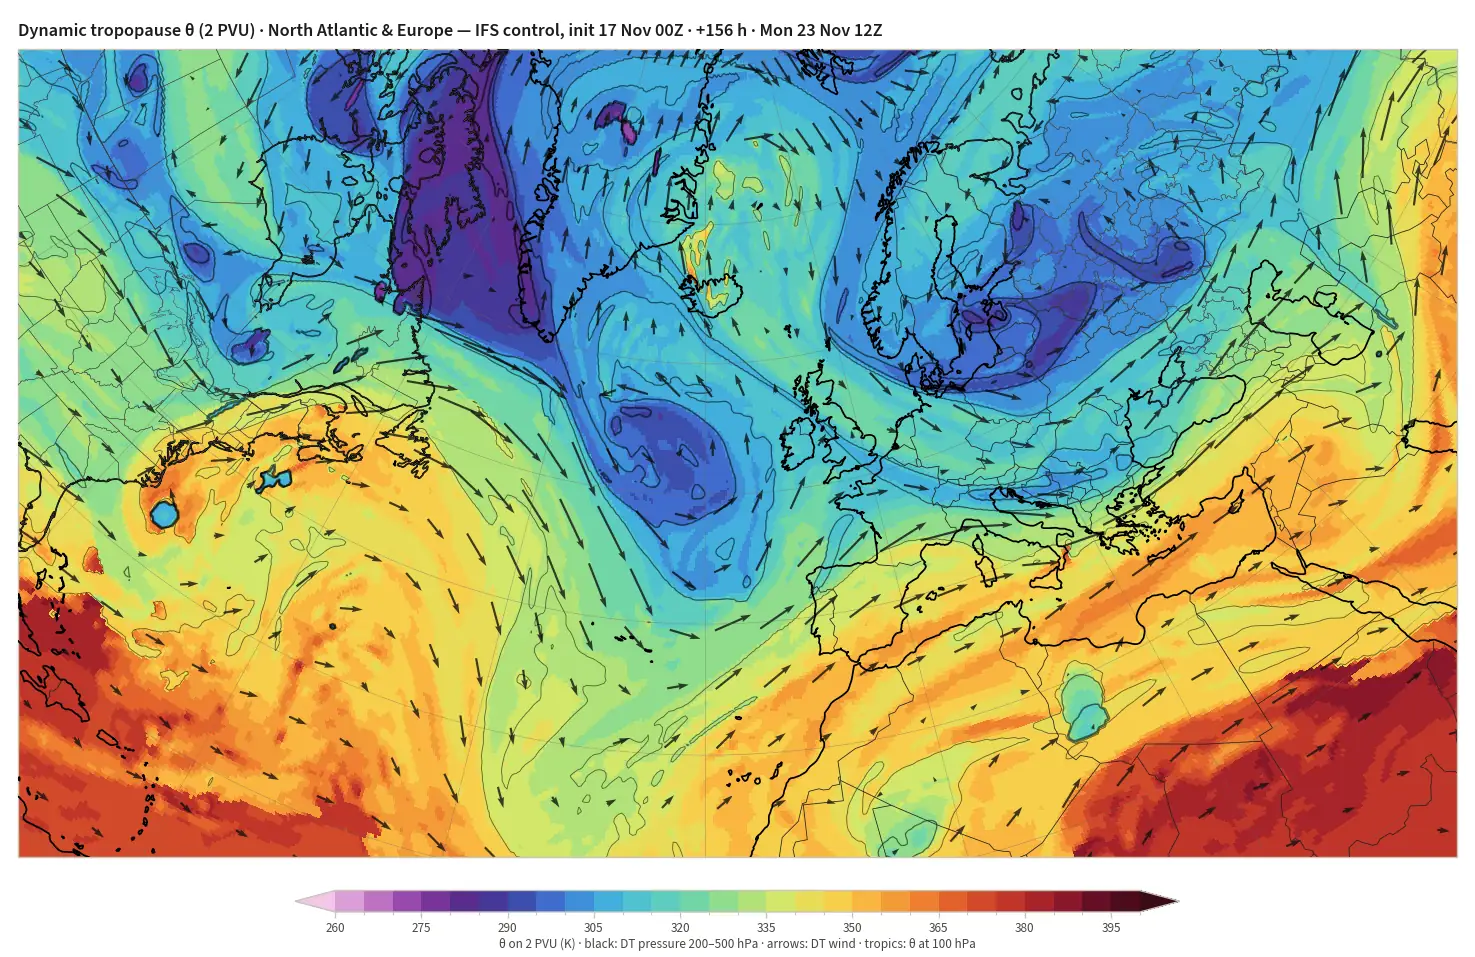 Dynamic tropopause θ (2 PVU) · North Atlantic & Europe — IFS control, init 17 Nov 00Z · +156 h · Mon 23 Nov 12Z
260 275 290 305 320 335 350 365 380 395
θ on 2 PVU (K) · black: DT pressure 200–500 hPa · arrows: DT wind · tropics: θ at 100 hPa